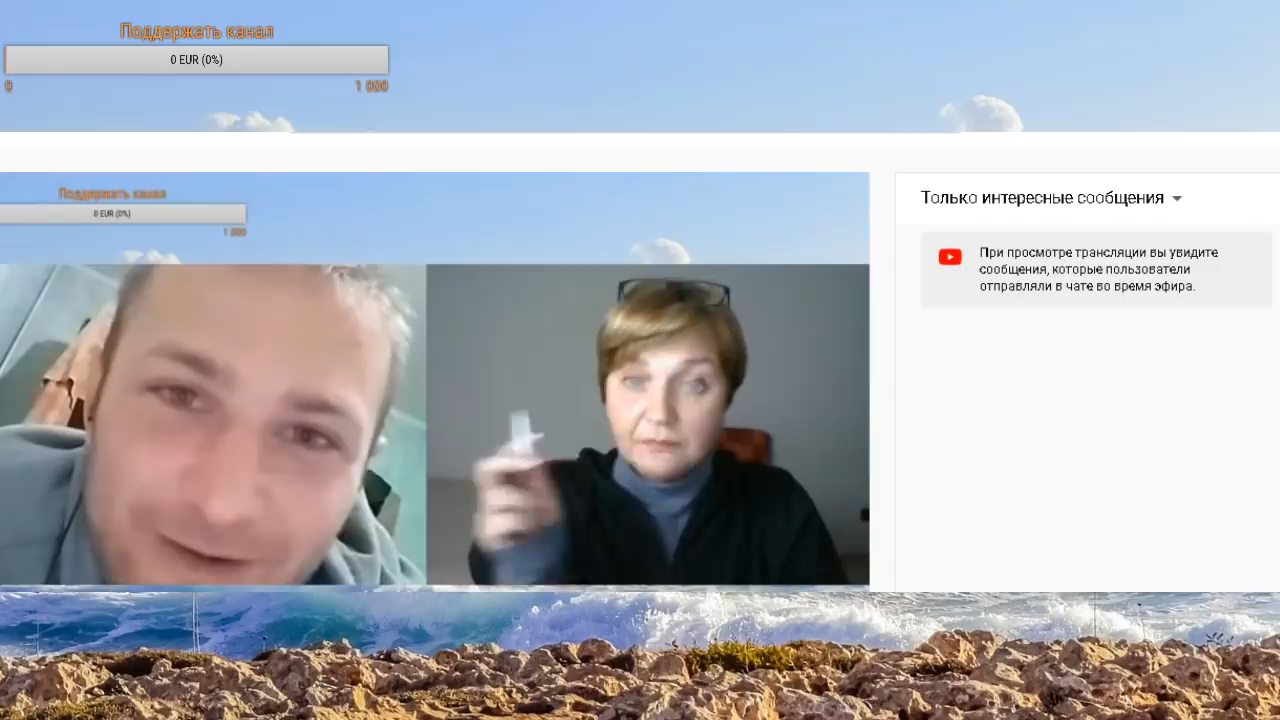 Поддержать канал
0 EUR (0%)
0
1 000
Поддержать канал
0 EUR (0%)
1 000
Только интересные сообщения
При просмотре трансляции вы увидите
сообщения, которые пользователи
отправляли в чате во время эфира.